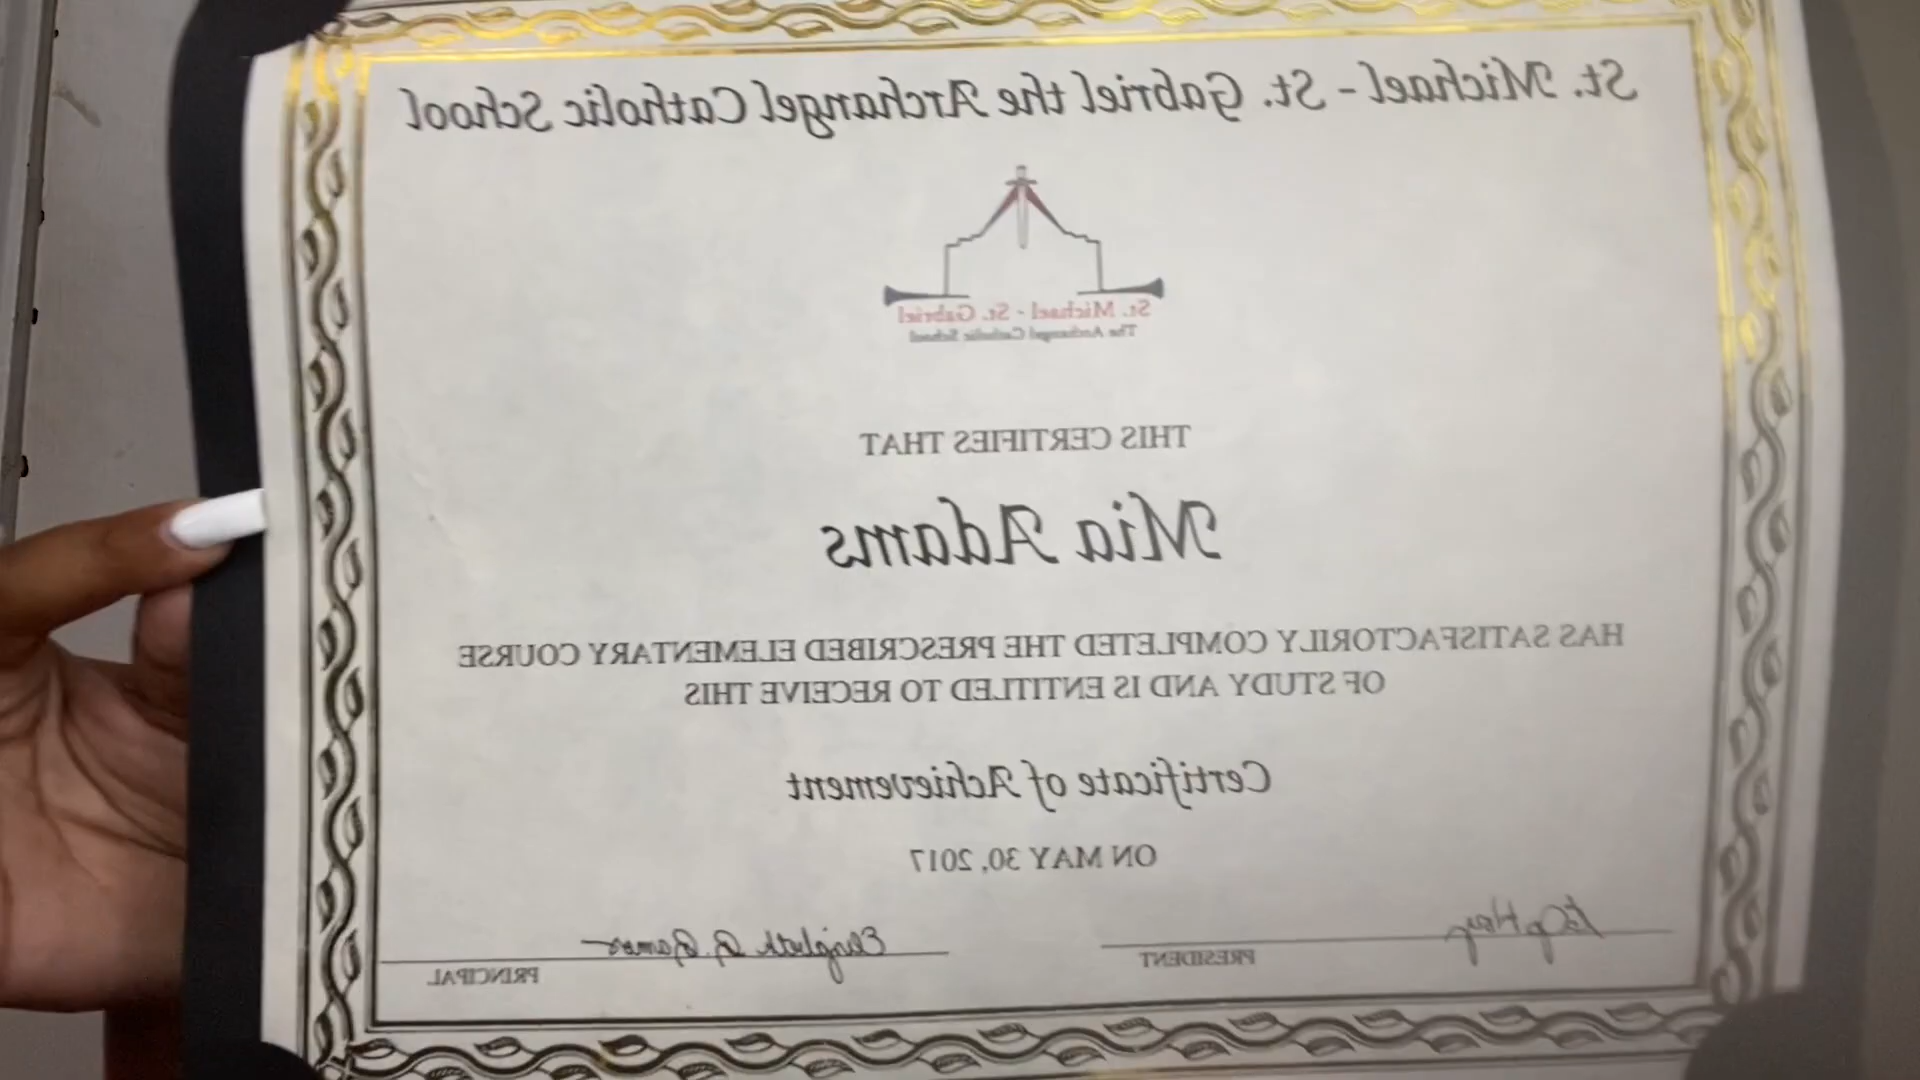 St. Michael - St. Gabriel the Archangel Catholic School
St. Michael - St. Gabriel
The Archangel Catholic School
THIS CERTIFIES THAT
Mia Adams
HAS SATISFACTORILY COMPLETED THE PRESCRIBED ELEMENTARY COURSE
OF STUDY AND IS ENTITLED TO RECEIVE THIS
Certificate of Achievement
ON MAY 30, 2017
Elizabeth A. Ramos
PRESIDENT
PRINCIPAL